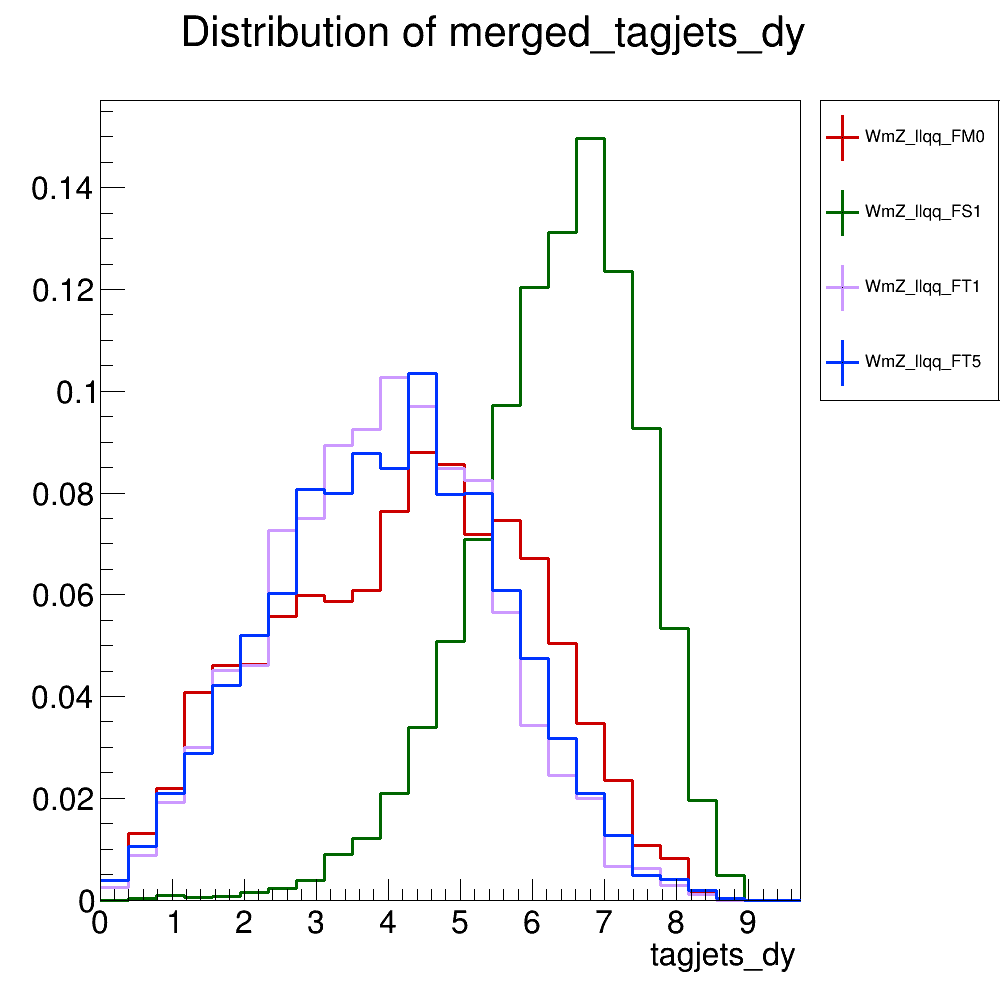 Distribution of merged_tagjets_dy
WmZ_llqq_FM0
WmZ_llqq_FS1
WmZ_llqq_FT1
WmZ_llqq_FT5
0.14
0.12
0.1
0.08
0.06
0.04
0.02
0
0 1 2 3 4 5 6 7 8 9
tagjets_dy